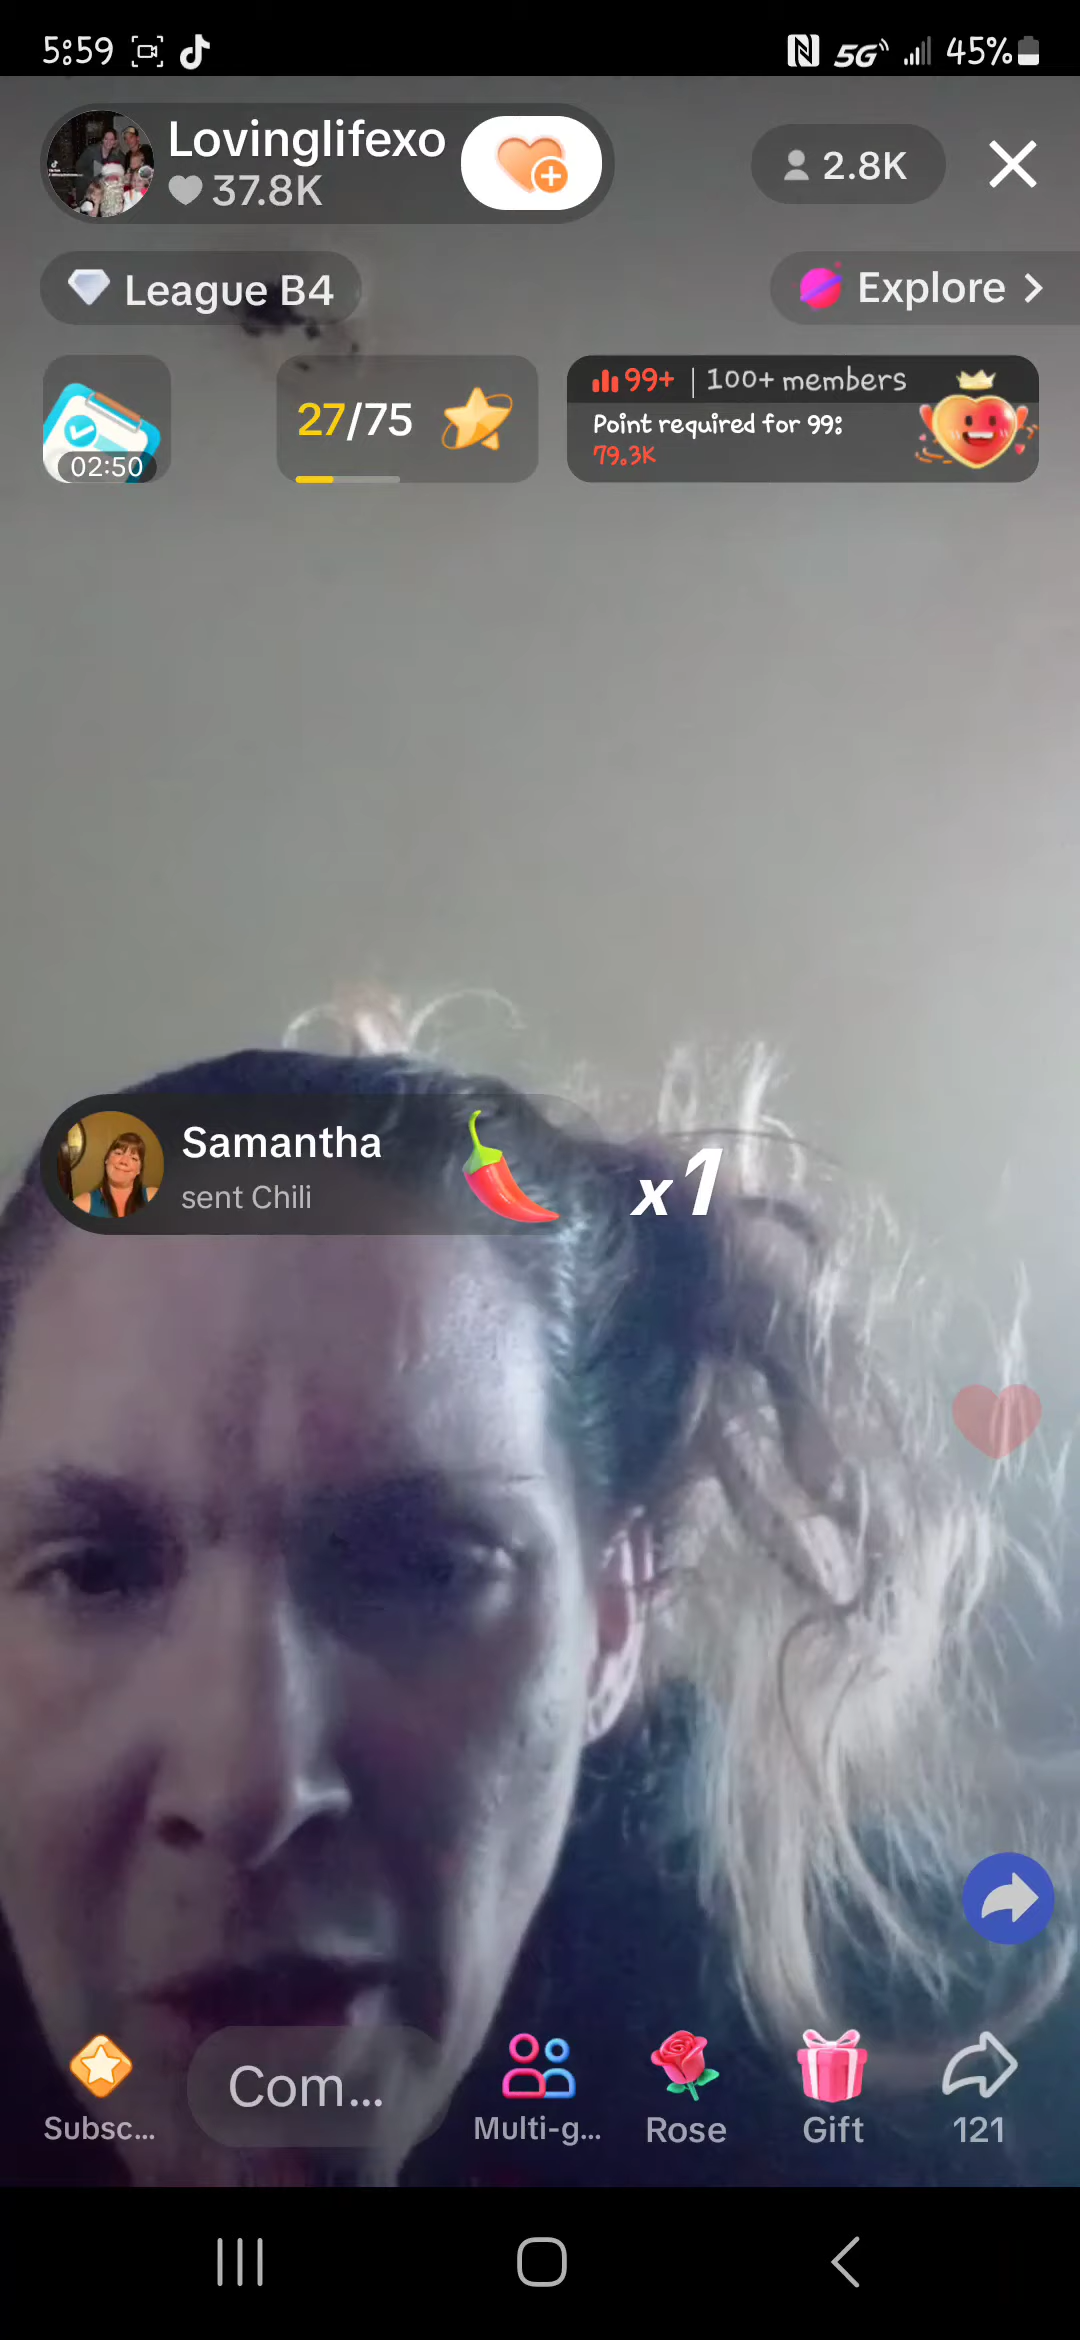 5:59
5G 45%
Lovinglifexo
37.8K
2.8K
League B4
Explore
02:50
27/75
99+ | 100+ members
Point required for 99:
79.3K
Samantha
sent Chili
x1
Subsc...
Com...
Multi-g...
Rose
Gift
121